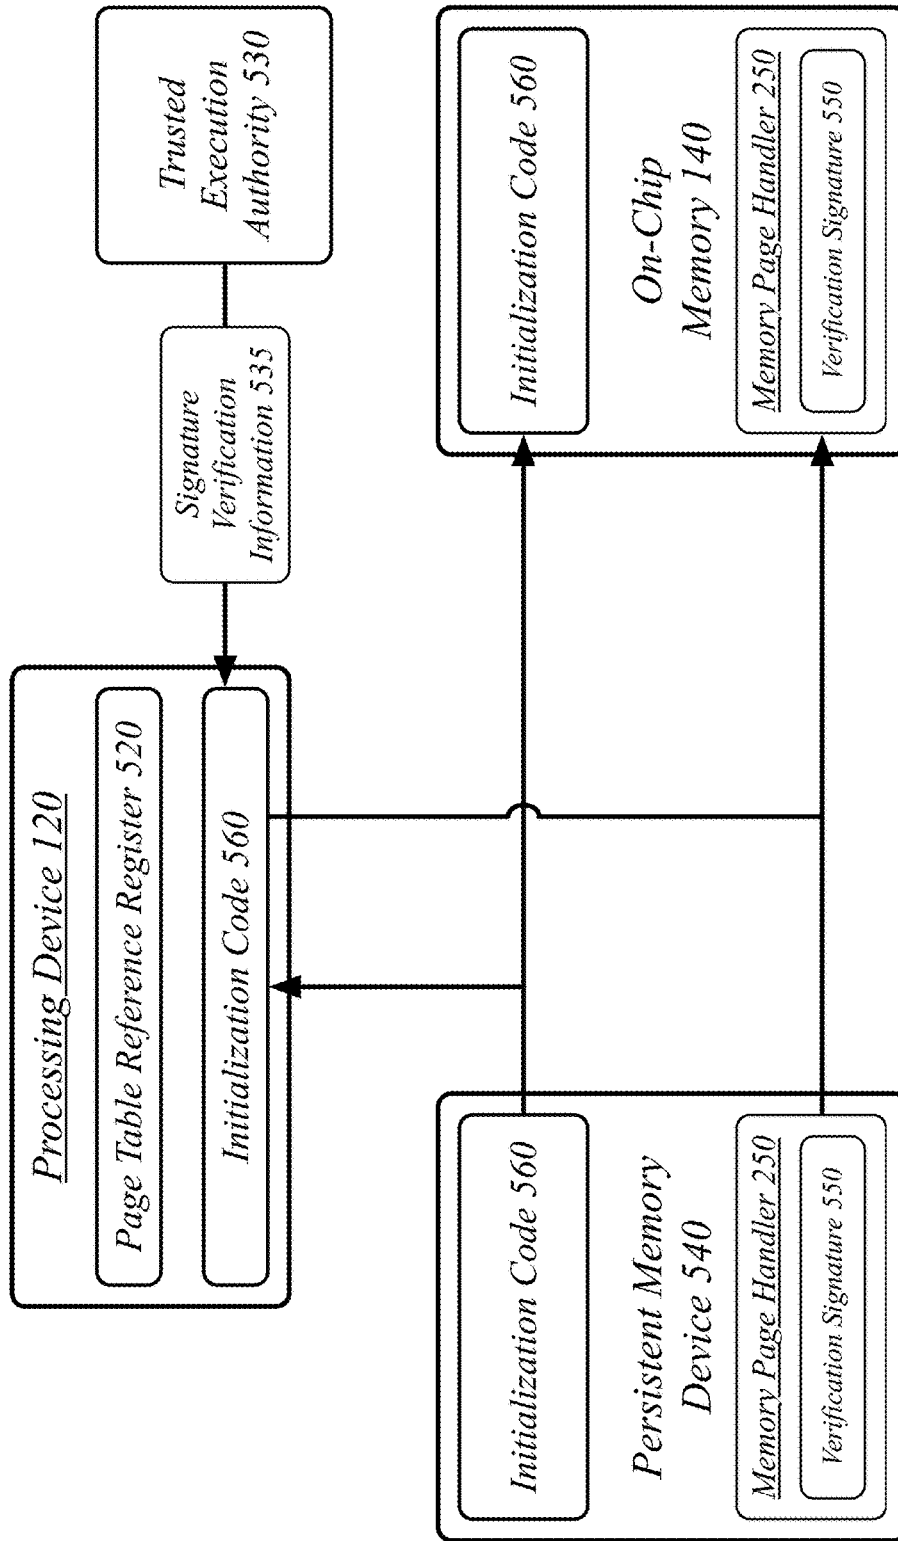 Processing Device 120
Page Table Reference Register 520
Initialization Code 560
Signature
Verification
Information 535
Trusted
Execution
Authority 530
Initialization Code 560
Persistent Memory
Device 540
Memory Page Handler 250
Verification Signature 550
Initialization Code 560
On-Chip
Memory 140
Memory Page Handler 250
Verification Signature 550